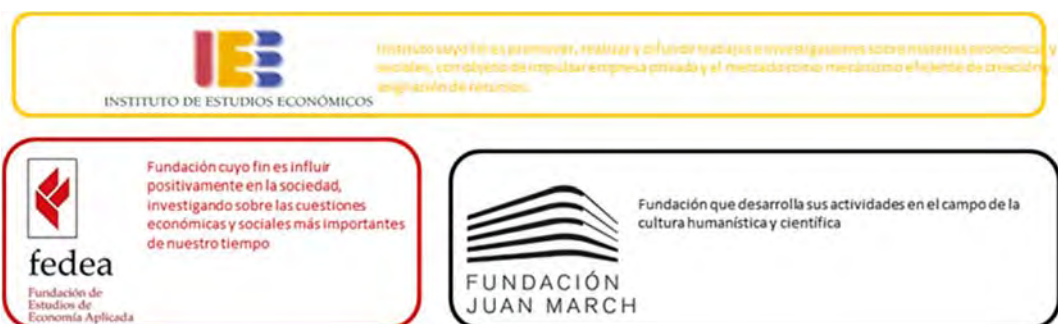 IEE
INSTITUTO DE ESTUDIOS ECONÓMICOS
Instituto cuyo fin es promover, realizar y difundir trabajos e investigaciones sobre materias económicas y
sociales, con objeto de impulsar empresa privada y el mercado como mecanismo eficiente de creación y
asignación de recursos.
fedea
Fundación de
Estudios de
Economía Aplicada
Fundación cuyo fin es influir
positivamente en la sociedad,
investigando sobre las cuestiones
económicas y sociales más importantes
de nuestro tiempo
FUNDACIÓN
JUAN MARCH
Fundación que desarrolla sus actividades en el campo de la
cultura humanística y científica